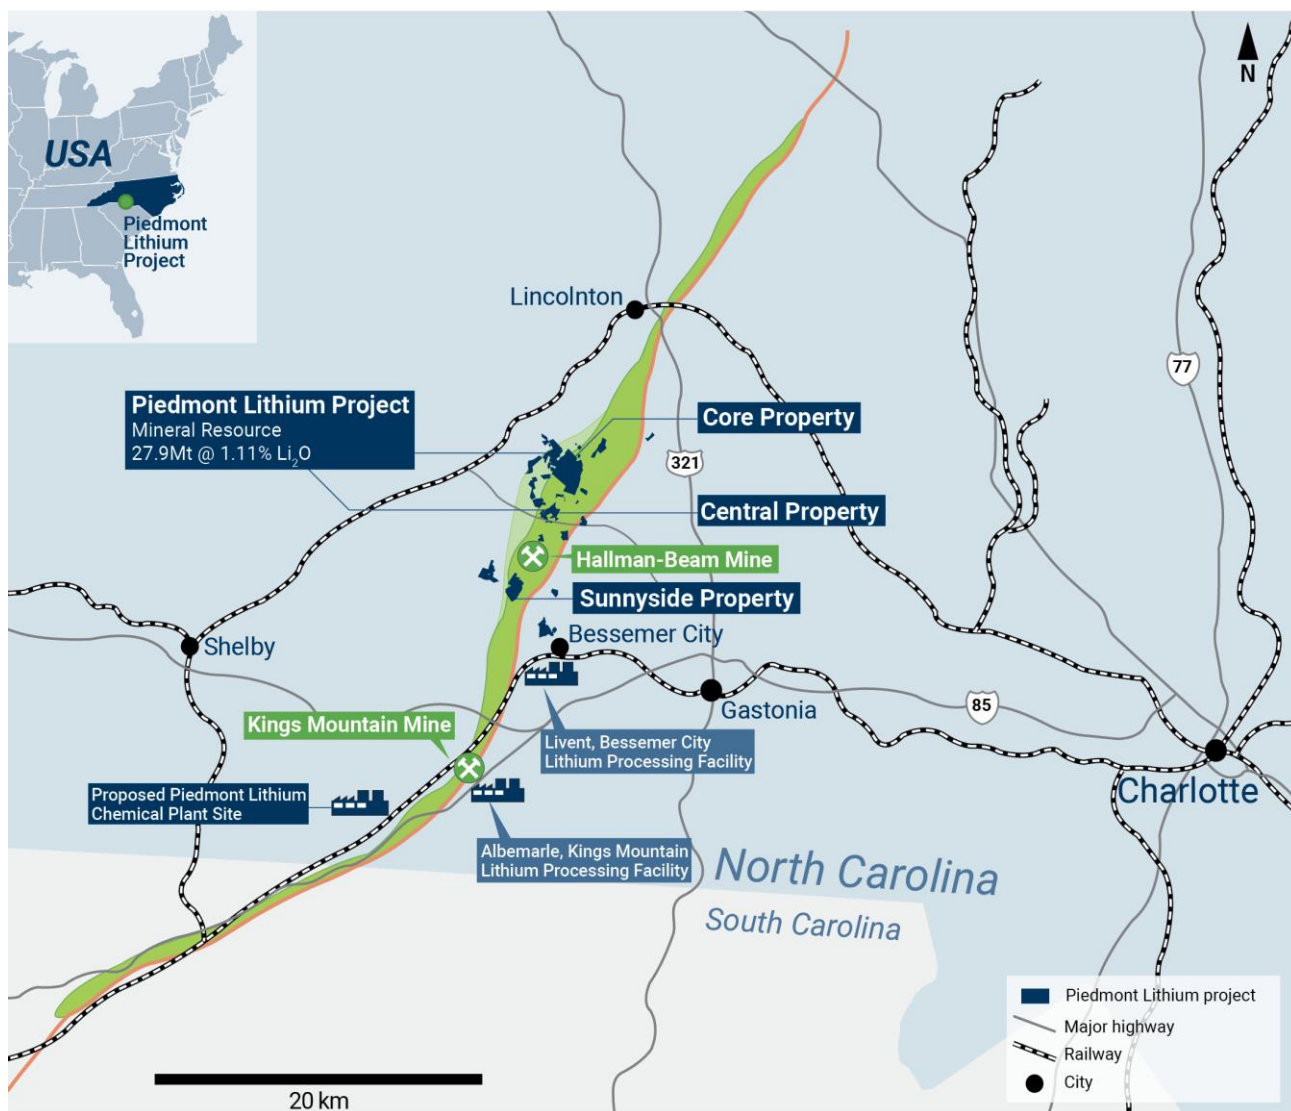 USA
Piedmont
Lithium
Project
N
Lincolnton
77
Piedmont Lithium Project
Mineral Resource
27.9Mt @ 1.11% Li₂O
Core Property
321
Central Property
Hallman-Beam Mine
Sunnyside Property
Bessemer City
Shelby
Gastonia
85
Kings Mountain Mine
Livent, Bessemer City
Lithium Processing Facility
Charlotte
Proposed Piedmont Lithium
Chemical Plant Site
Albemarle, Kings Mountain
Lithium Processing Facility
North Carolina
South Carolina
Piedmont Lithium project
Major highway
Railway
City
20 km